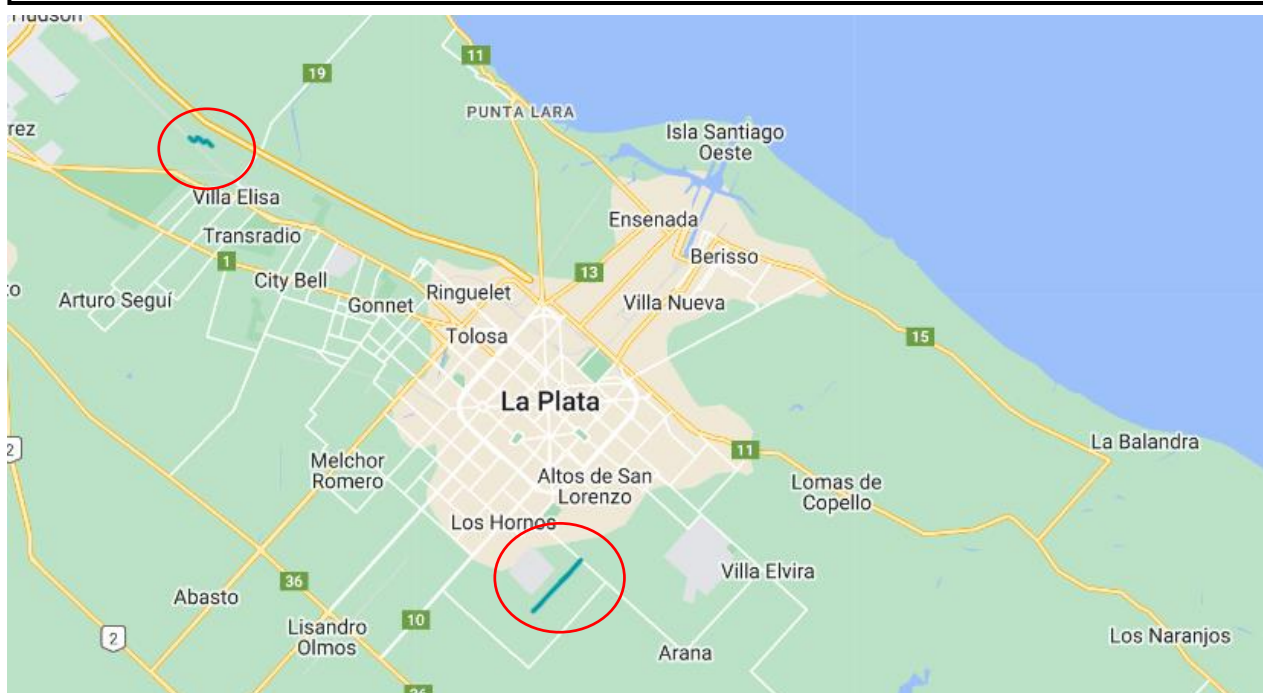 11
19
PUNTA LARA
rez
Isla Santiago
Oeste
Villa Elisa
Ensenada
Transradio
1
Berisso
City Bell
13
Arturo Seguí
Gonnet
Ringuelet
Villa Nueva
Tolosa
15
La Plata
2
La Balandra
Melchor
Romero
11
Altos de San
Lorenzo
Lomas de
Copello
Los Hornos
Villa Elvira
36
Abasto
10
Lisandro
Olmos
2
Los Naranjos
Arana